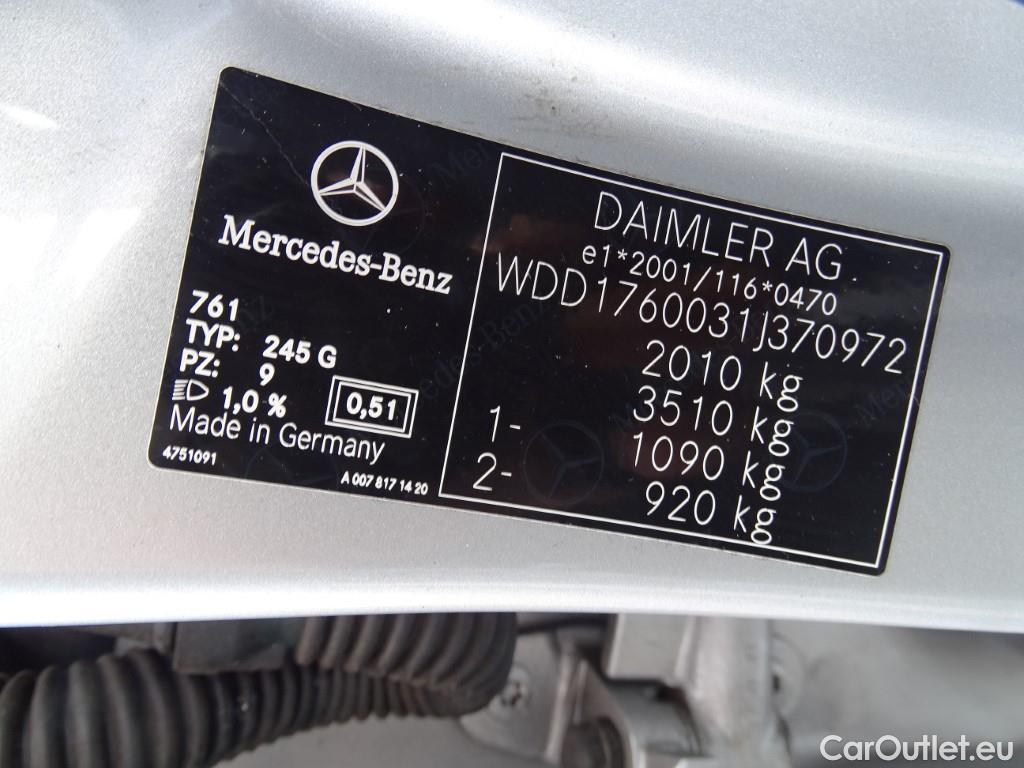 Mercedes-Benz
761
TYP: 245 G
PZ: 9
1,0 % 0,51
Made in Germany
4751091
A 007 817 14 20
DAIMLER AG
e1*2001/116*0470
WDD1760031J370972
2010 kg
3510 kg
1- 1090 kg
2- 920 kg
CarOutlet.eu